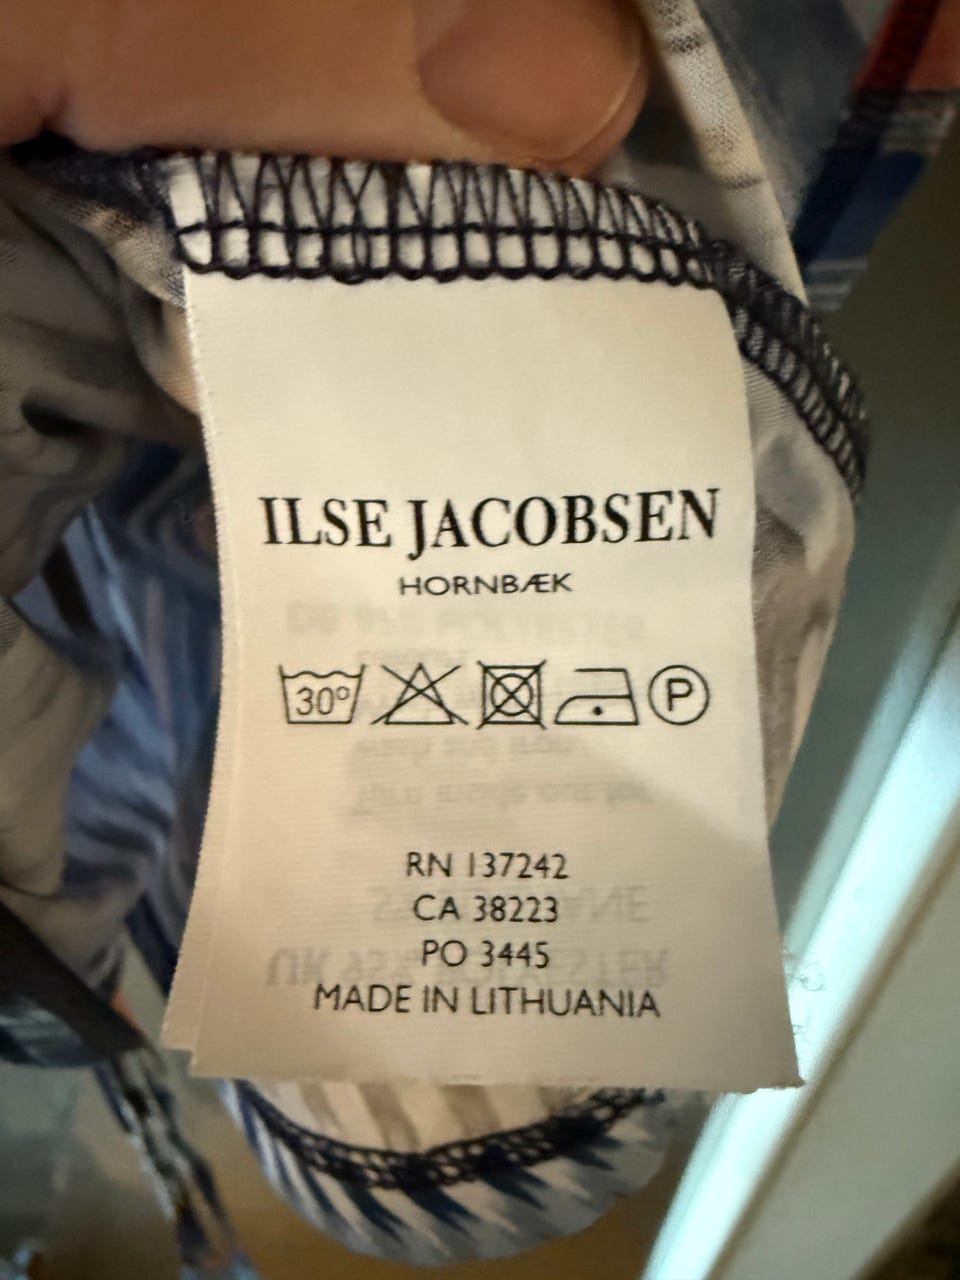 ILSE JACOBSEN
HORNBÆK
30°
P
RN 137242
CA 38223
PO 3445
MADE IN LITHUANIA